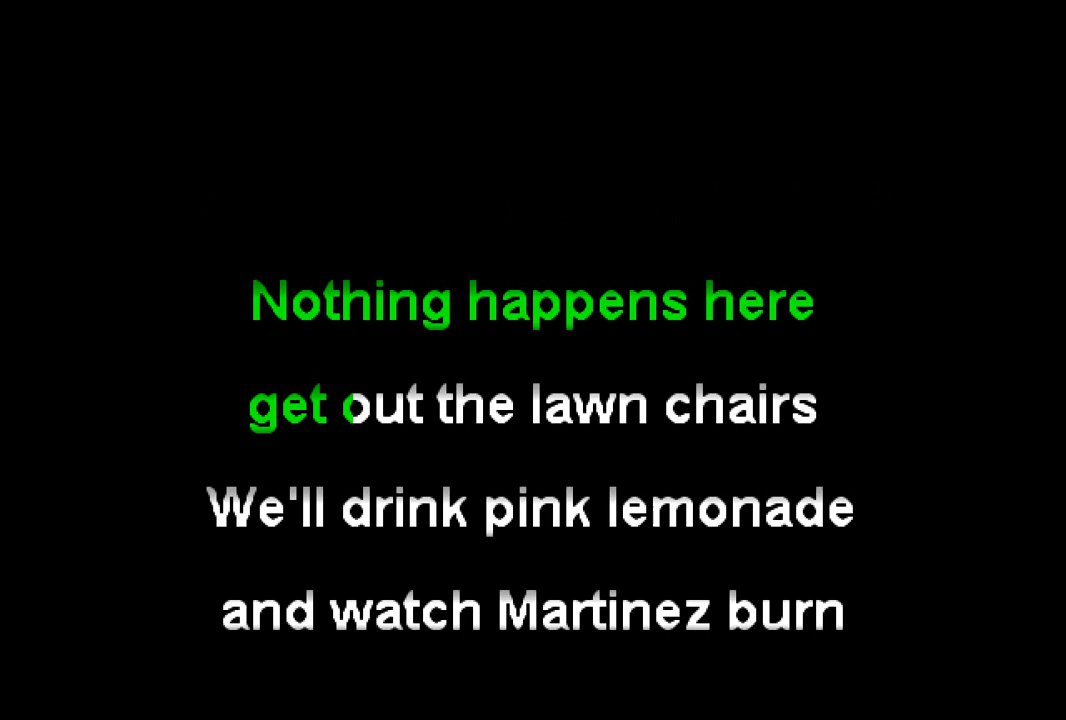 Nothing happens here
get out the lawn chairs
We'll drink pink lemonade
and watch Martinez burn